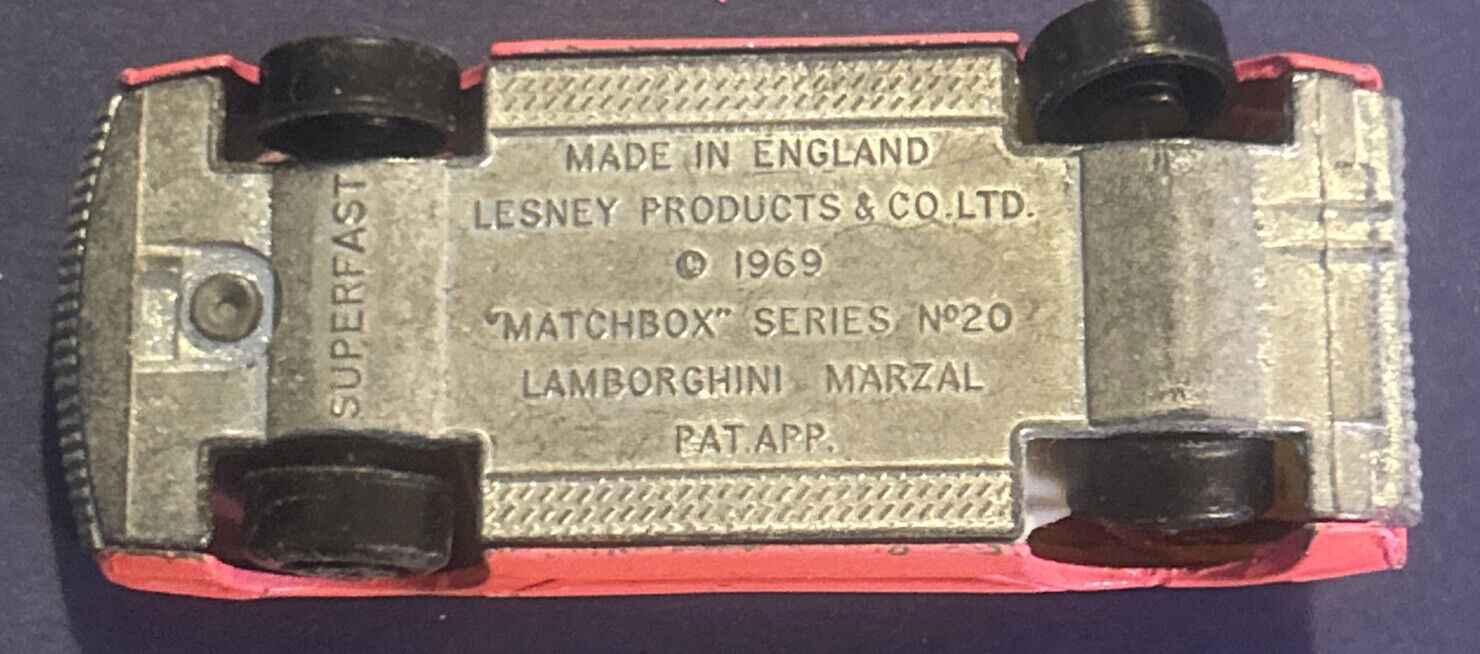 SUPERFAST
MADE IN ENGLAND
LESNEY PRODUCTS & CO. LTD.
© 1969
"MATCHBOX" SERIES Nº20
LAMBORGHINI MARZAL
PAT. APP.